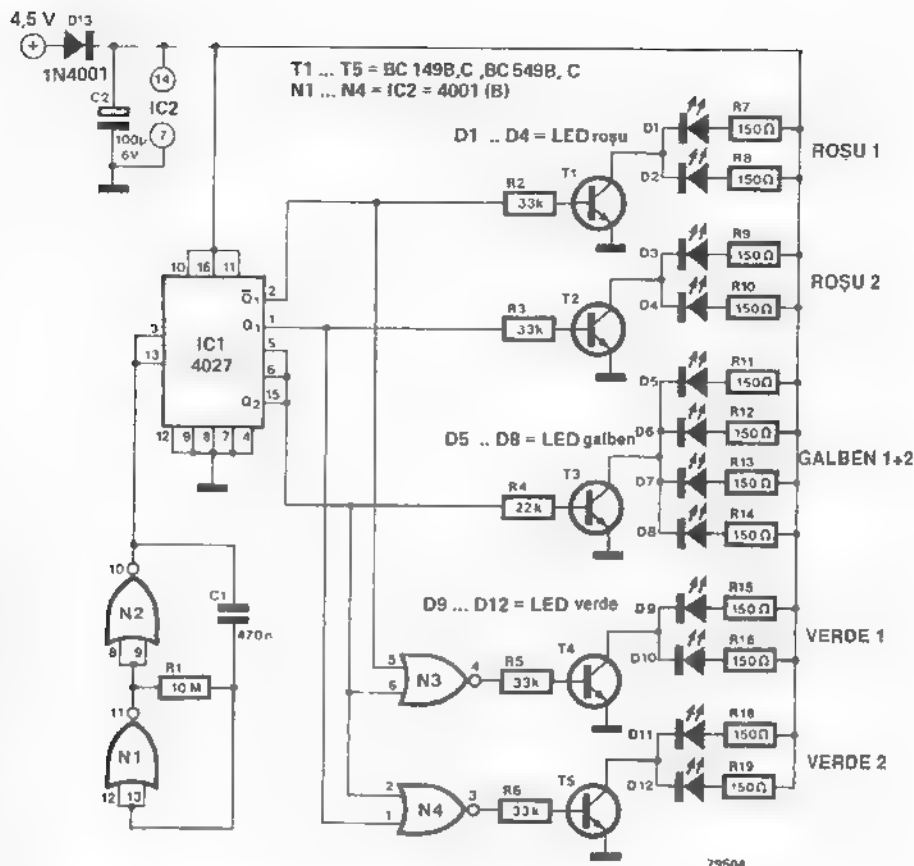 4,5 V
D13
1N4001
C2
100µ
6V
14
IC2
7
T1 ... T5 = BC 149B,C ,BC 549B, C
N1 ... N4 = IC2 = 4001 (B)
D1 .. D4 = LED roșu
D1
R7
150Ω
D2
R8
150Ω
ROȘU 1
R2
33k
T1
D3
R9
150Ω
D4
R10
150Ω
ROȘU 2
R3
33k
T2
10
16
11
Q̅1
2
Q1
1
5
6
Q2
15
3
13
IC1
4027
12
9
8
7
4
D5
R11
150Ω
D6
R12
150Ω
D7
R13
150Ω
D8
R14
150Ω
GALBEN 1+2
D5 .. D8 = LED galben
R4
22k
T3
D9 ... D12 = LED verde
D9
R15
150Ω
D10
R16
150Ω
VERDE 1
5
6
N3
4
R5
33k
T4
D11
R18
150Ω
D12
R19
150Ω
VERDE 2
2
1
N4
3
R6
33k
T5
10
N2
8
9
C1
470n
R1
10 M
11
N1
12
13
79504